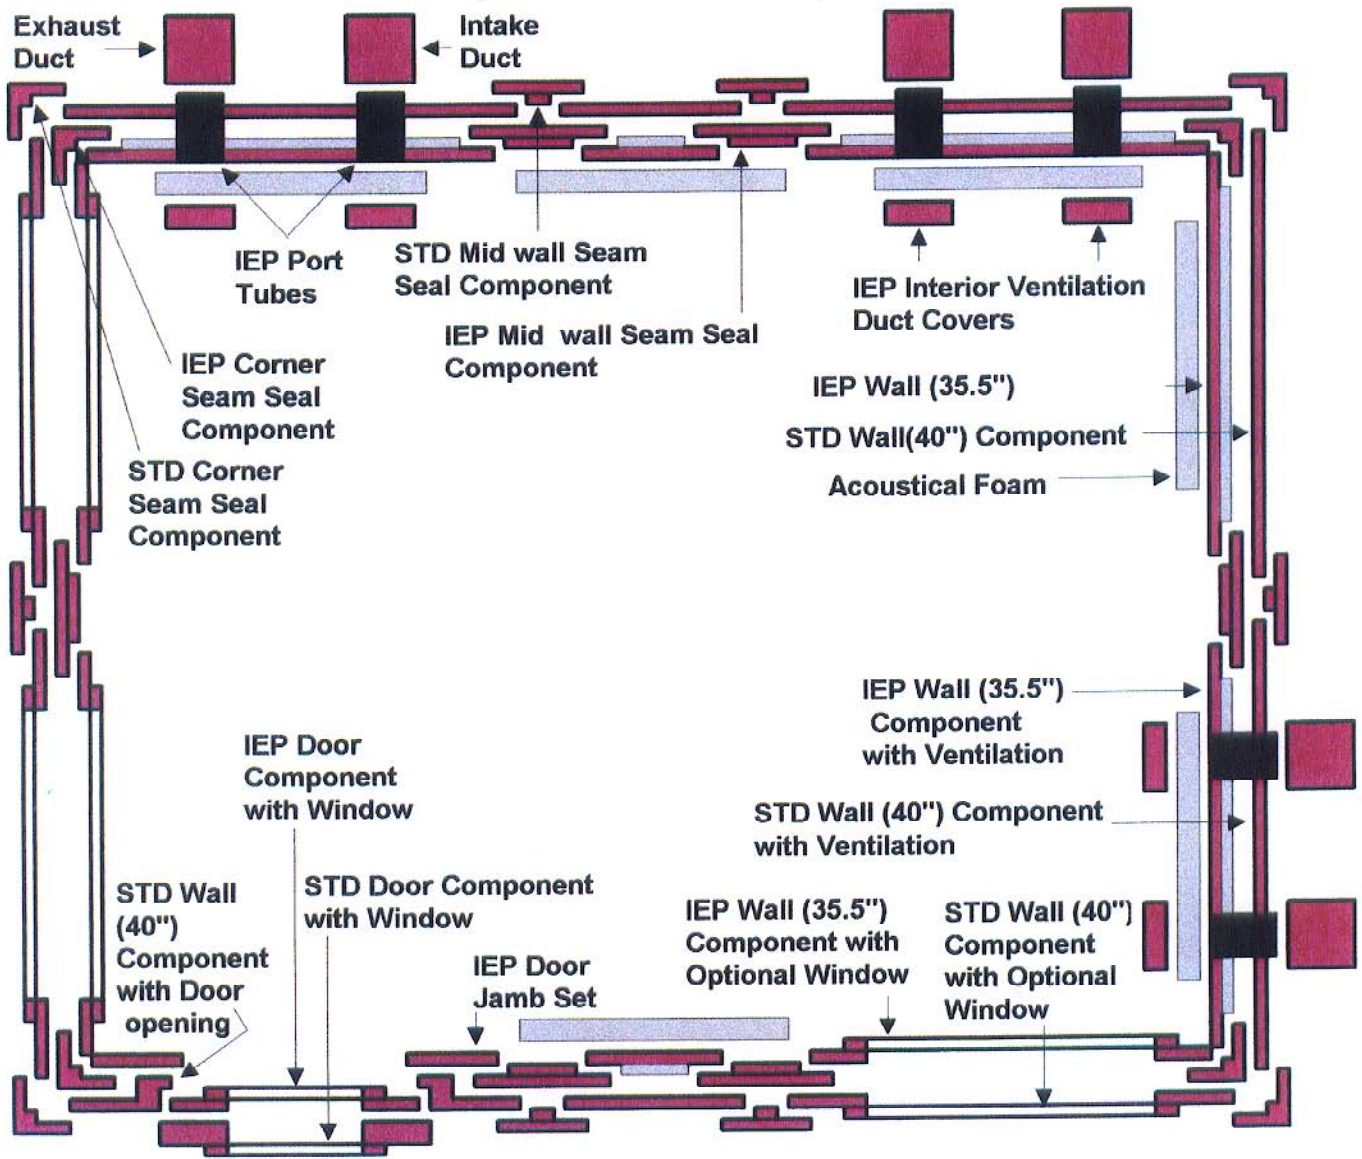 Exhaust
Duct
Intake
Duct
IEP Port
Tubes
STD Mid wall Seam
Seal Component
IEP Mid wall Seam Seal
Component
IEP Interior Ventilation
Duct Covers
IEP Corner
Seam Seal
Component
IEP Wall (35.5")
STD Wall(40") Component
Acoustical Foam
STD Corner
Seam Seal
Component
IEP Wall (35.5")
Component
with Ventilation
IEP Door
Component
with Window
STD Wall (40") Component
with Ventilation
STD Wall
(40")
Component
with Door
opening
STD Door Component
with Window
IEP Door
Jamb Set
IEP Wall (35.5")
Component with
Optional Window
STD Wall (40")
Component
with Optional
Window